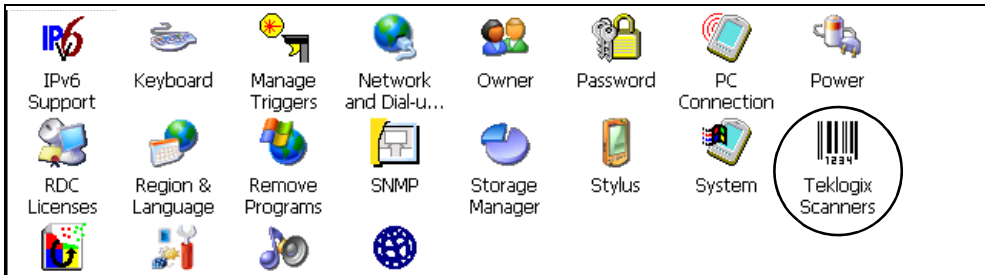 IPv6
IPv6 Keyboard Manage Network Owner Password PC Power
Support Triggers and Dial-u... Connection
1234
RDC Region & Remove SNMP Storage Stylus System Teklogix
Licenses Language Programs Manager Scanners